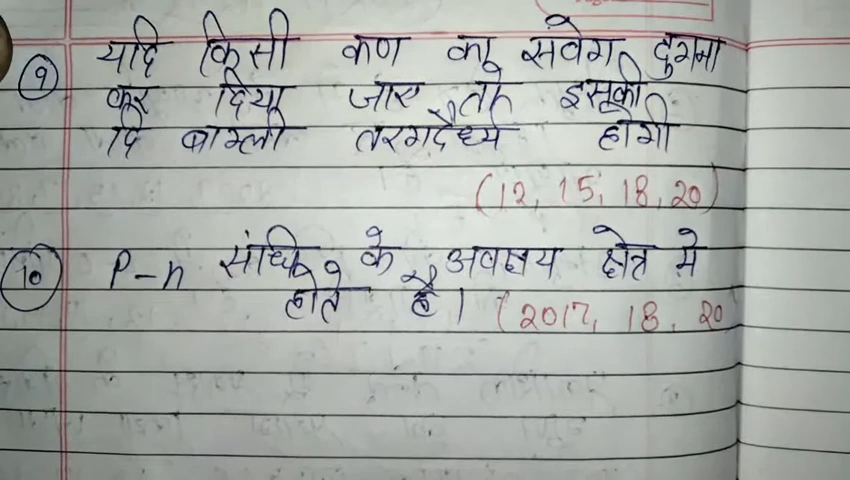 9 यदि किसी कण का संवेग दुगना
कर दिया जाए तो इसकी
दि ब्राग्ली तरंगदैर्ध्य होगी
(12, 15, 18, 20)
10 P-n संधि के अवक्षय क्षेत्र मे
होते है। (2017, 18, 20